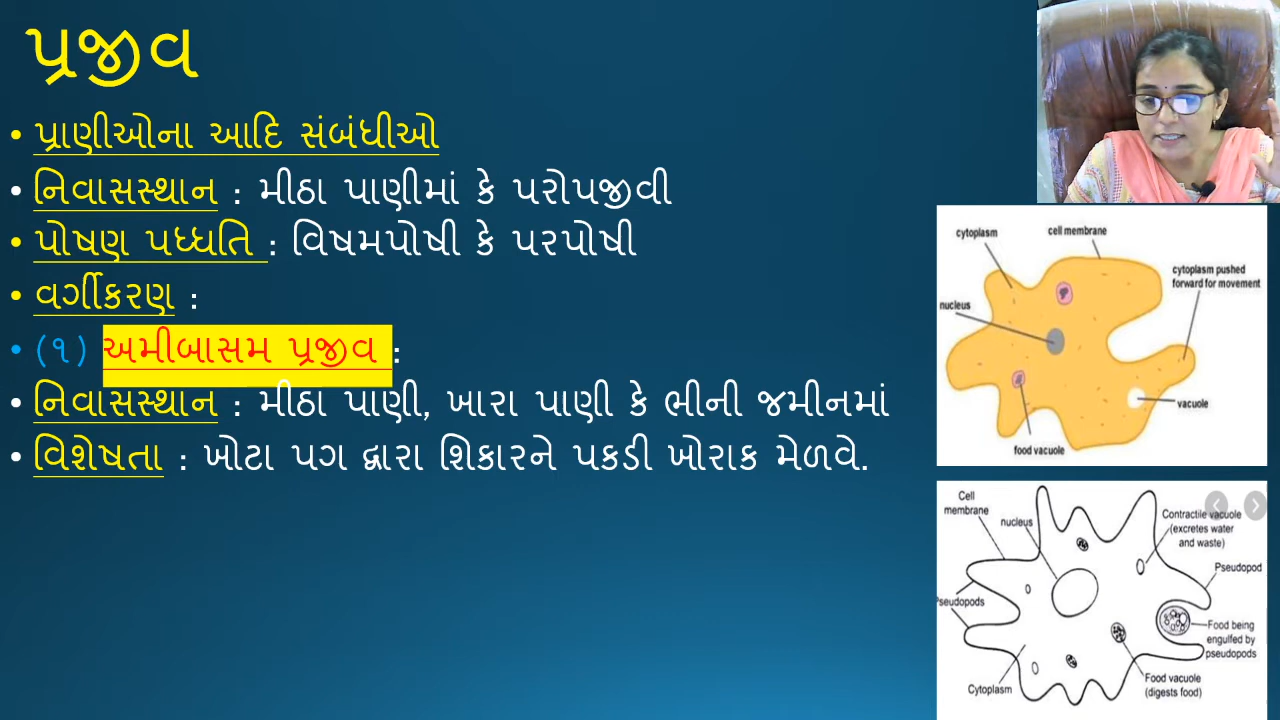 પ્રજીવ
• પ્રાણીઓના આદિ સંબંધીઓ
• નિવાસસ્થાન : મીઠા પાણીમાં કે પરોપજીવી
• પોષણ પધ્ધતિ : વિષમપોષી કે પરપોષી
• વર્ગીકરણ :
• (૧) અમીબાસમ પ્રજીવ :
• નિવાસસ્થાન : મીઠા પાણી, ખારા પાણી કે ભીની જમીનમાં
• વિશેષતા : ખોટા પગ દ્વારા શિકારને પકડી ખોરાક મેળવે.
cytoplasm
cell membrane
cytoplasm pushed
forward for movement
nucleus
vacuole
food vacuole
Cell
membrane
nucleus
Contractile vacuole
(excretes water
and waste)
Pseudopod
Pseudopods
Food being
engulfed by
pseudopods
Cytoplasm
Food vacuole
(digests food)